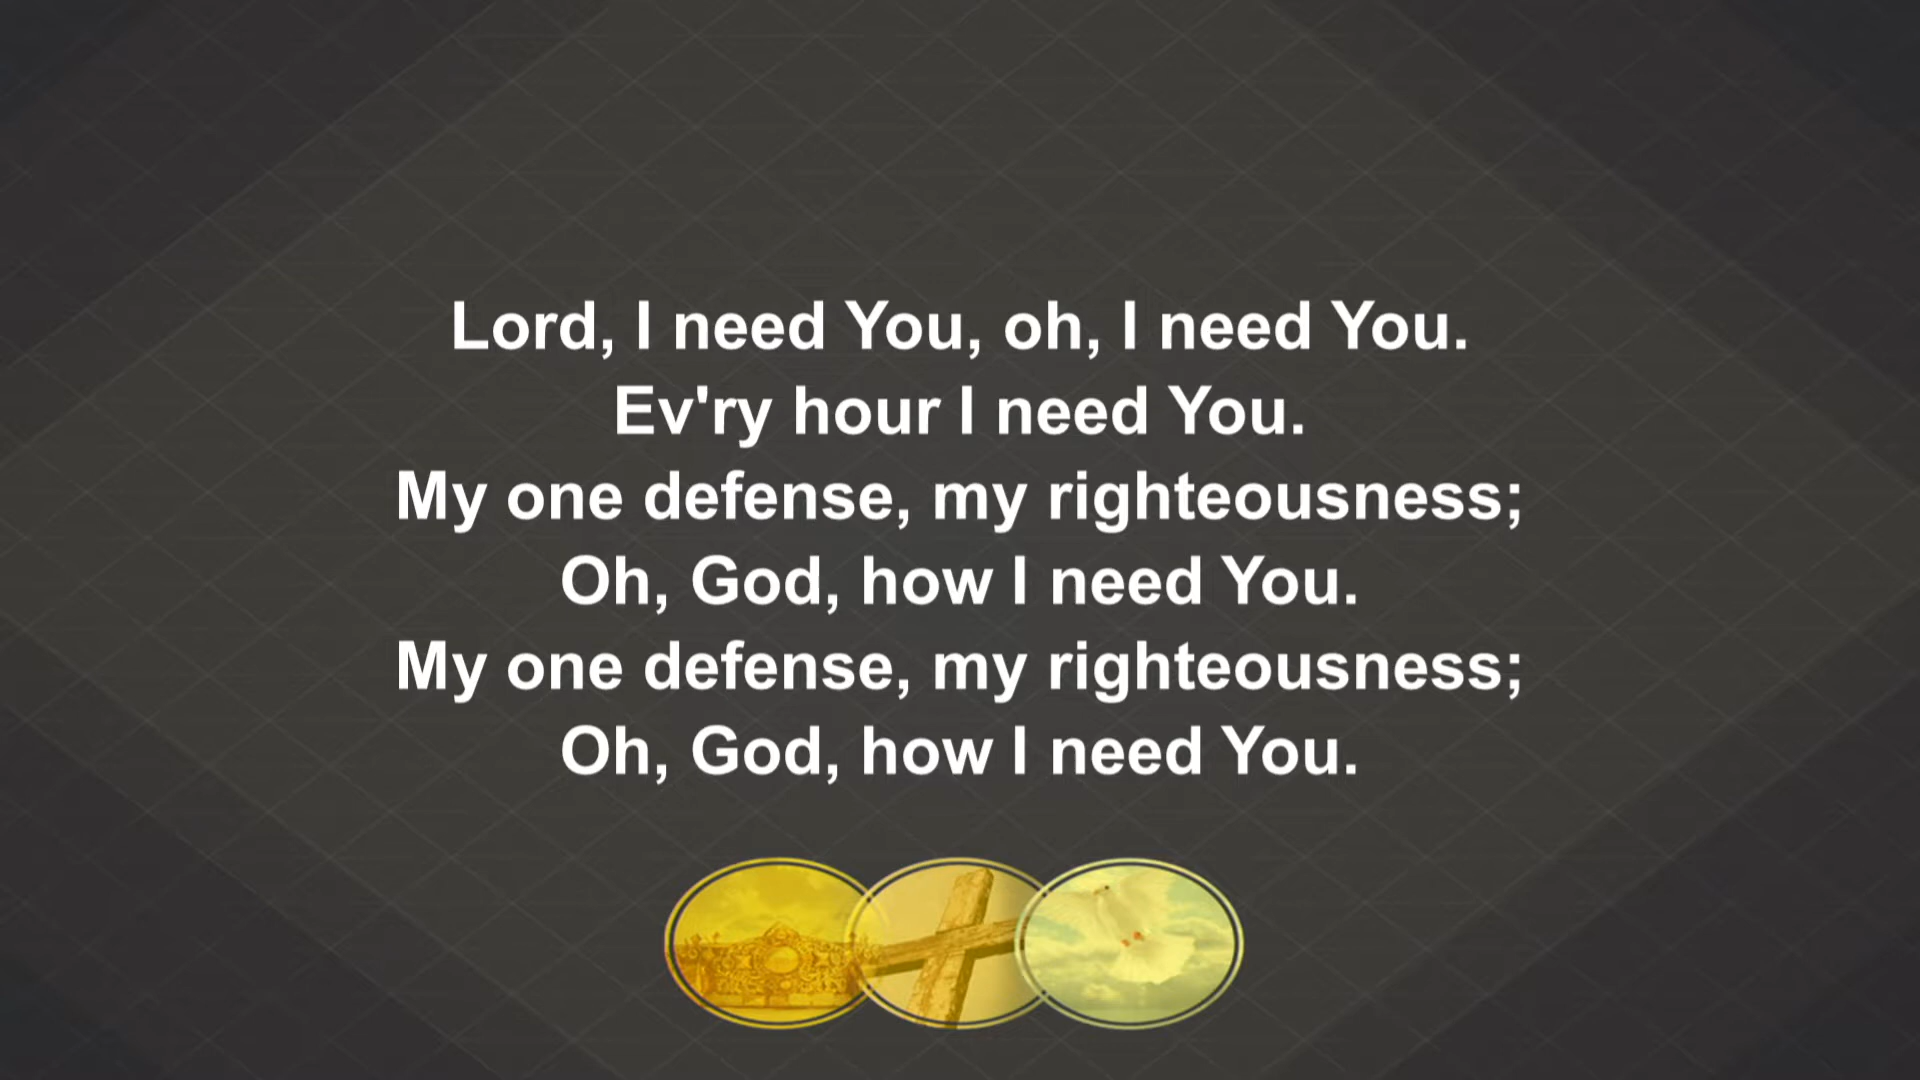 Lord, I need You, oh, I need You.
Ev'ry hour I need You.
My one defense, my righteousness;
Oh, God, how I need You.
My one defense, my righteousness;
Oh, God, how I need You.